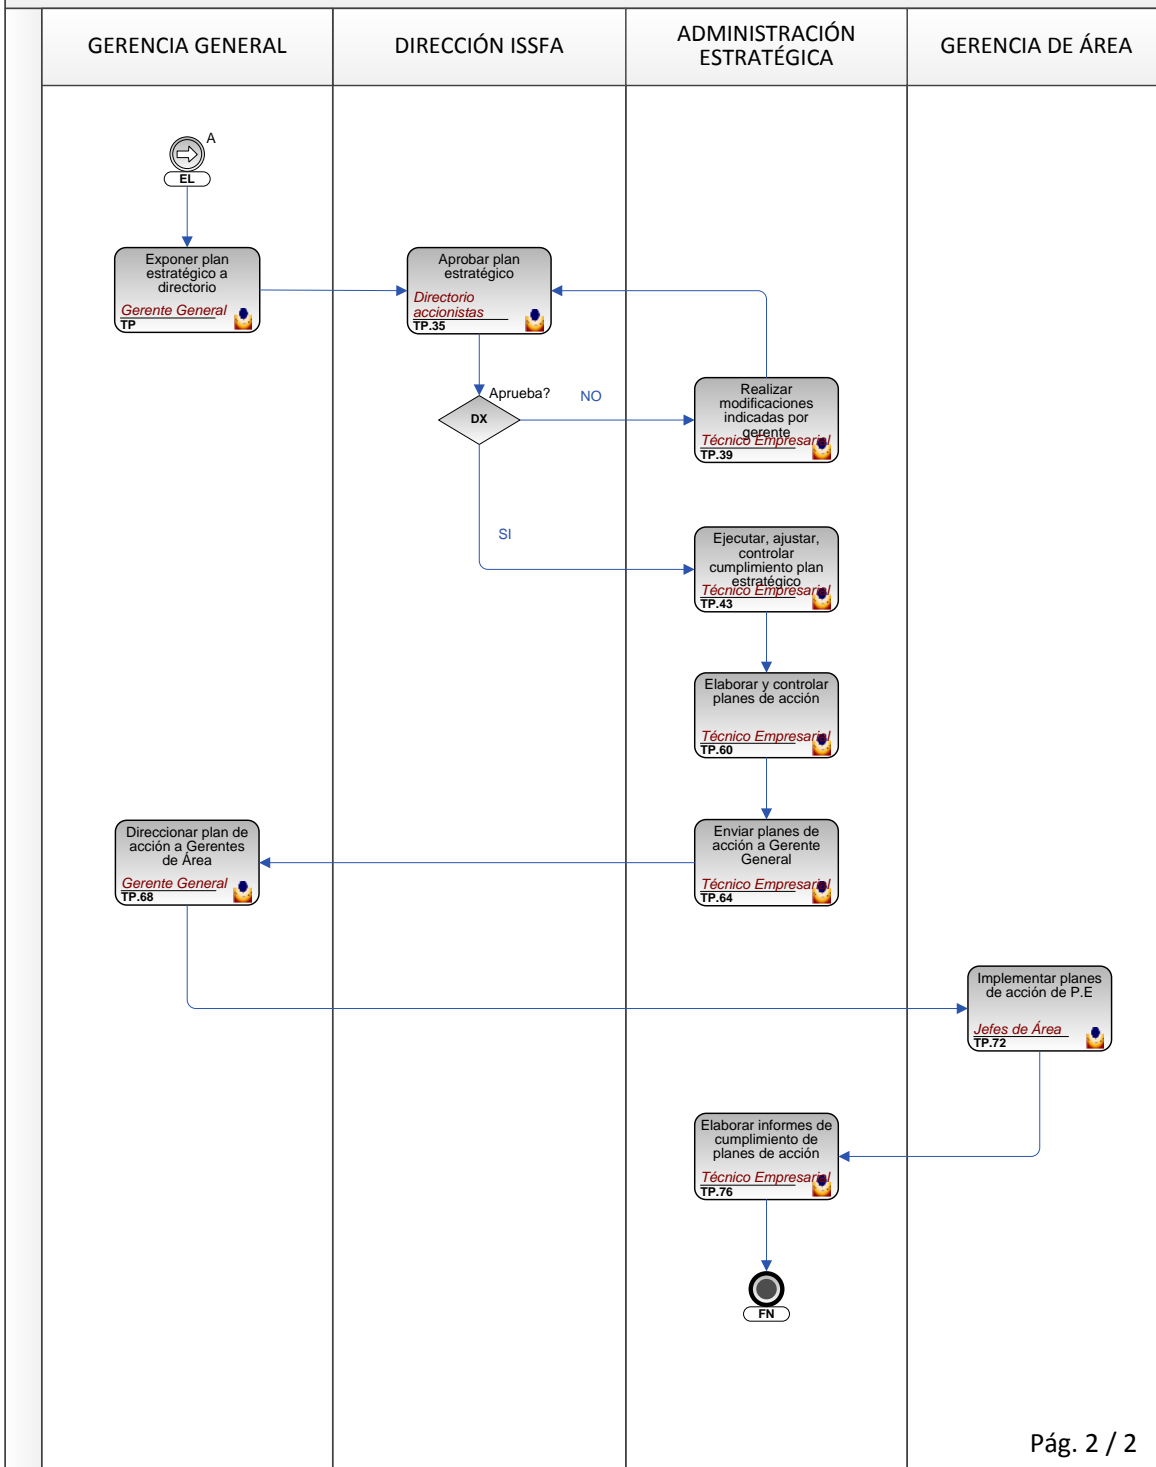 GERENCIA GENERAL
DIRECCIÓN ISSFA
ADMINISTRACIÓN
ESTRATÉGICA
GERENCIA DE ÁREA
A
EL
Exponer plan
estratégico a
directorio
Gerente General
TP
Aprobar plan
estratégico
Directorio
accionistas
TP.35
Aprueba?
DX
NO
Realizar
modificaciones
indicadas por
gerente
Técnico Empresarial
TP.39
SI
Ejecutar, ajustar,
controlar
cumplimiento plan
estratégico
Técnico Empresarial
TP.43
Elaborar y controlar
planes de acción
Técnico Empresarial
TP.60
Direccionar plan de
acción a Gerentes
de Área
Gerente General
TP.68
Enviar planes de
acción a Gerente
General
Técnico Empresarial
TP.64
Implementar planes
de acción de P.E
Jefes de Área
TP.72
Elaborar informes de
cumplimiento de
planes de acción
Técnico Empresarial
TP.76
FN
Pág. 2 / 2